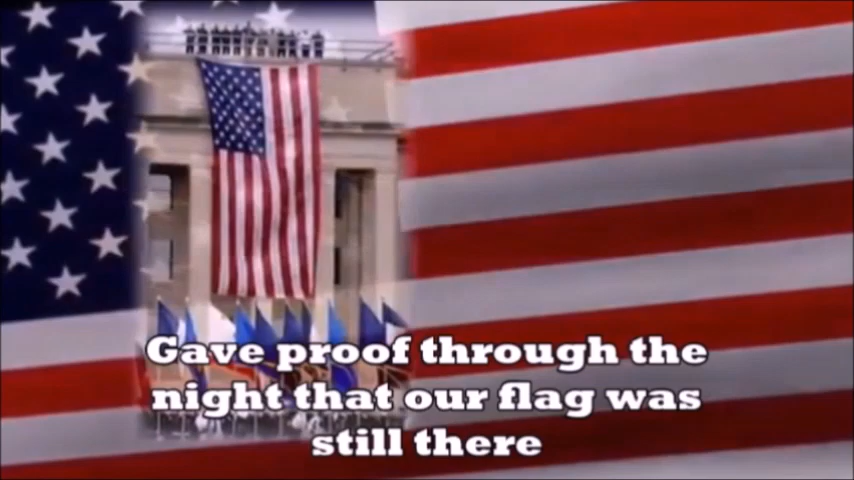 Gave proof through the
night that our flag was
still there